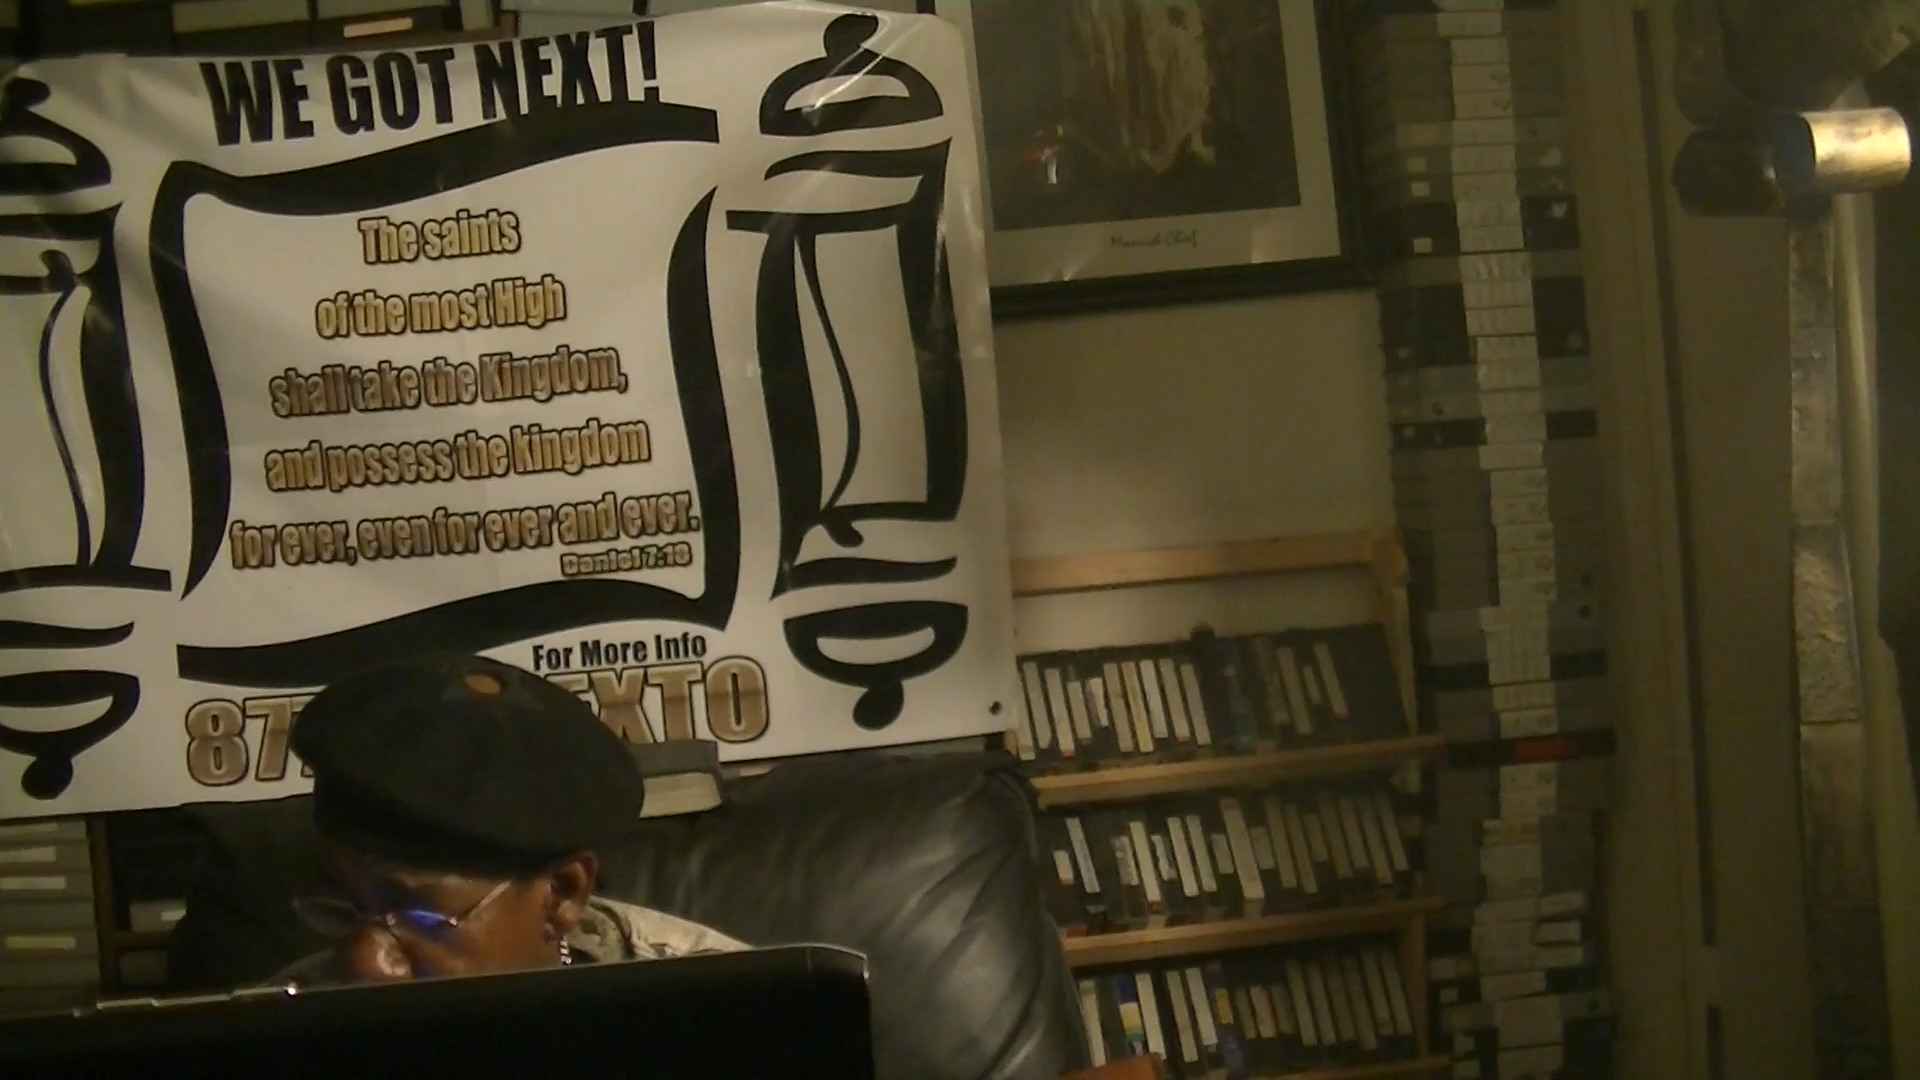 WE GOT NEXT!
The saints
of the most High
shall take the Kingdom,
and possess the kingdom
for ever, even for ever and ever.
Daniel 7:18
For More Info